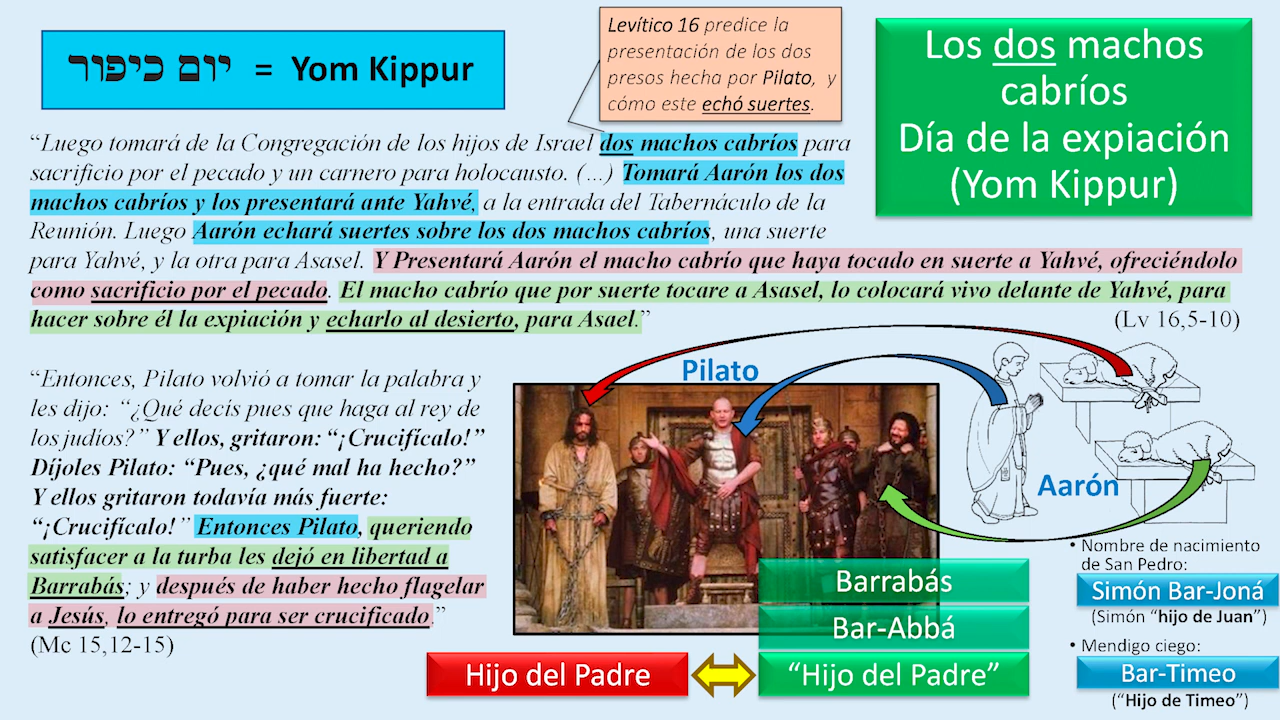 יום כיפור = Yom Kippur
Levítico 16 predice la
presentación de los dos
presos hecha por Pilato, y
cómo este echó suertes.
Los dos machos
cabríos
Día de la expiación
(Yom Kippur)
“Luego tomará de la Congregación de los hijos de Israel dos machos cabríos para
sacrificio por el pecado y un carnero para holocausto. (…) Tomará Aarón los dos
machos cabríos y los presentará ante Yahvé, a la entrada del Tabernáculo de la
Reunión. Luego Aarón echará suertes sobre los dos machos cabríos, una suerte
para Yahvé, y la otra para Asasel. Y Presentará Aarón el macho cabrío que haya tocado en suerte a Yahvé, ofreciéndolo
como sacrificio por el pecado. El macho cabrío que por suerte tocare a Asasel, lo colocará vivo delante de Yahvé, para
hacer sobre él la expiación y echarlo al desierto, para Asael.”
(Lv 16,5-10)
“Entonces, Pilato volvió a tomar la palabra y
les dijo: “¿Qué decís pues que haga al rey de
los judíos?” Y ellos, gritaron: “¡Crucifícalo!”
Díjoles Pilato: “Pues, ¿qué mal ha hecho?”
Y ellos gritaron todavía más fuerte:
“¡Crucifícalo!” Entonces Pilato, queriendo
satisfacer a la turba les dejó en libertad a
Barrabás; y después de haber hecho flagelar
a Jesús, lo entregó para ser crucificado.”
(Mc 15,12-15)
Pilato
Aarón
Barrabás
Bar-Abbá
Hijo del Padre
“Hijo del Padre”
• Nombre de nacimiento
de San Pedro:
Simón Bar-Joná
(Simón “hijo de Juan”)
• Mendigo ciego:
Bar-Timeo
(“Hijo de Timeo”)